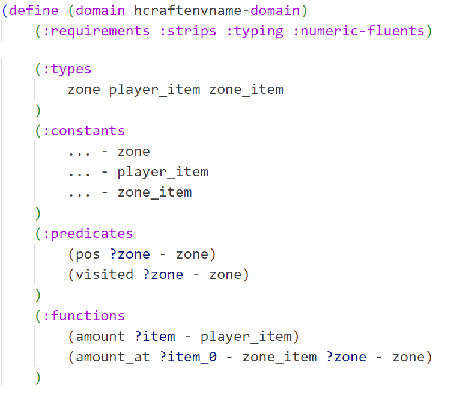 (define (domain hcraftenvname-domain)
(:requirements :strips :typing :numeric-fluents)
(:types
zone player_item zone_item
)
(:constants
... - zone
... - player_item
... - zone_item
)
(:predicates
(pos ?zone - zone)
(visited ?zone - zone)
)
(:functions
(amount ?item - player_item)
(amount_at ?item_0 - zone_item ?zone - zone)
)